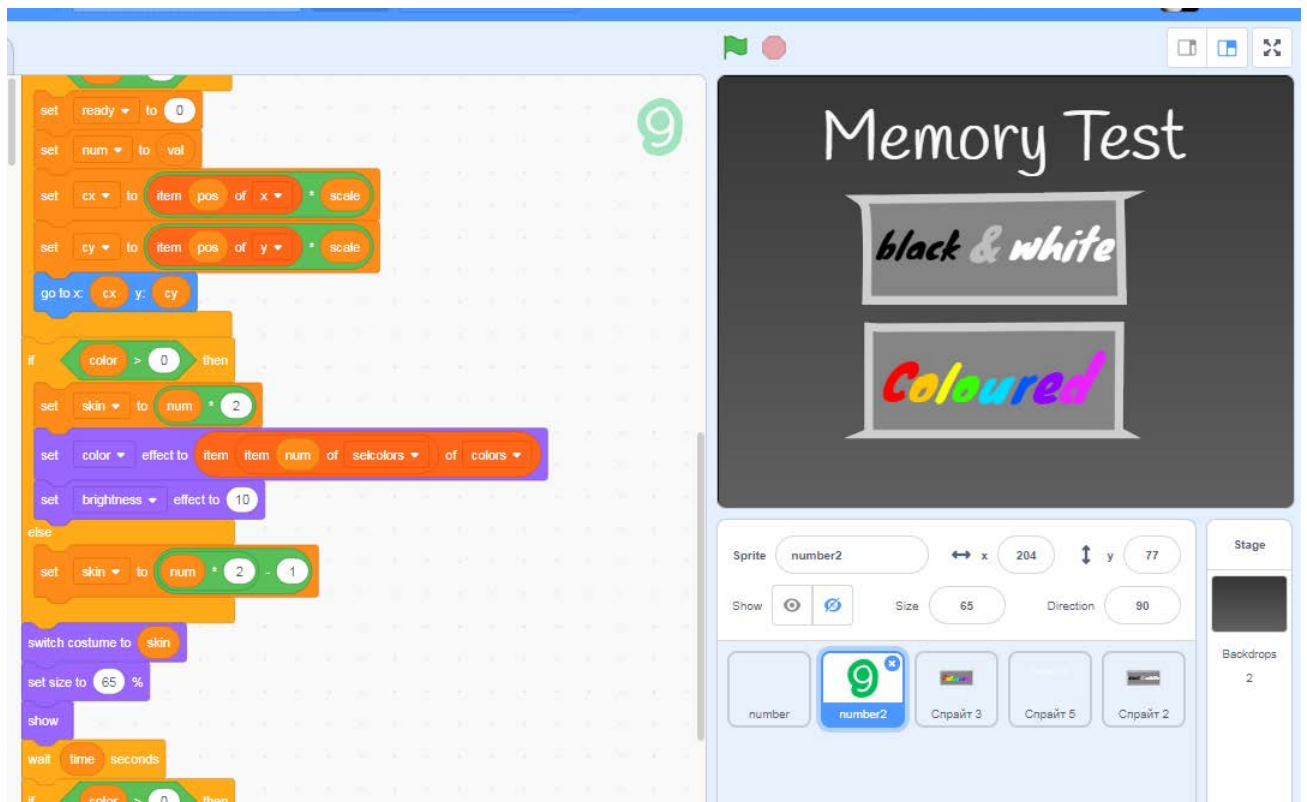 set ready to 0
set num to val
set cx to item pos of x * scale
set cy to item pos of y * scale
go to x: cx y: cy
if color > 0 then
set skin to num * 2
set color effect to item item num of selcolors of colors
set brightness effect to 10
else
set skin to num * 2 - 1
switch costume to skin
set size to 65 %
show
wait time seconds
if color > 0 then
9
Memory Test
black & white
Coloured
Sprite number2 x 204 y 77
Show Size 65 Direction 90
9
number number2 Спрайт 3 Спрайт 5 Спрайт 2
Stage
Backdrops
2